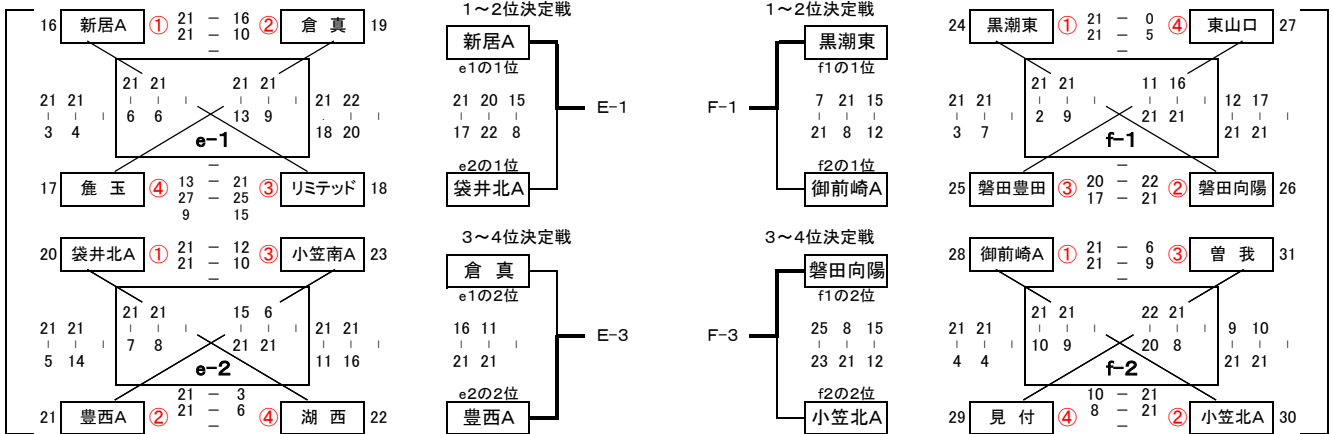 1～2位決定戦
1～2位決定戦
16 新居A ① 21 － 16 ② 倉 真 19
21 － 10
－
新居A
e1の1位
黒潮東
f1の1位
24 黒潮東 ① 21 － 0 ④ 東山口 27
21 － 5
－
21 21 21 21
21 21 6 6 13 9 21 22
3 4 18 20
e-1
21 20 15
17 22 8
E-1
F-1
7 21 15
21 8 12
21 21 11 16
21 21 2 9 21 21 12 17
3 7 21 21
f-1
－
17 鹿 玉 ④ 13 － 21 ③ リミテッド 18
27 － 25
9 15
e2の1位
袋井北A
f2の1位
御前崎A
－
25 磐田豊田 ③ 20 － 22 ② 磐田向陽 26
17 － 21
3～4位決定戦
3～4位決定戦
20 袋井北A ① 21 － 12 ③ 小笠南A 23
21 － 10
－
倉 真
e1の2位
磐田向陽
f1の2位
28 御前崎A ① 21 － 6 ③ 曽 我 31
21 － 9
－
21 21 15 6
21 21 7 8 21 21 21 21
5 14 11 16
e-2
16 11
21 21
E-3
F-3
25 8 15
23 21 12
21 21 22 21
21 21 10 9 20 8 9 10
4 4 21 21
f-2
21 － 3
21 豊西A ② 21 － 6 ④ 湖 西 22
－
e2の2位
豊西A
f2の2位
小笠北A
10 － 21
29 見 付 ④ 8 － 21 ② 小笠北A 30
－